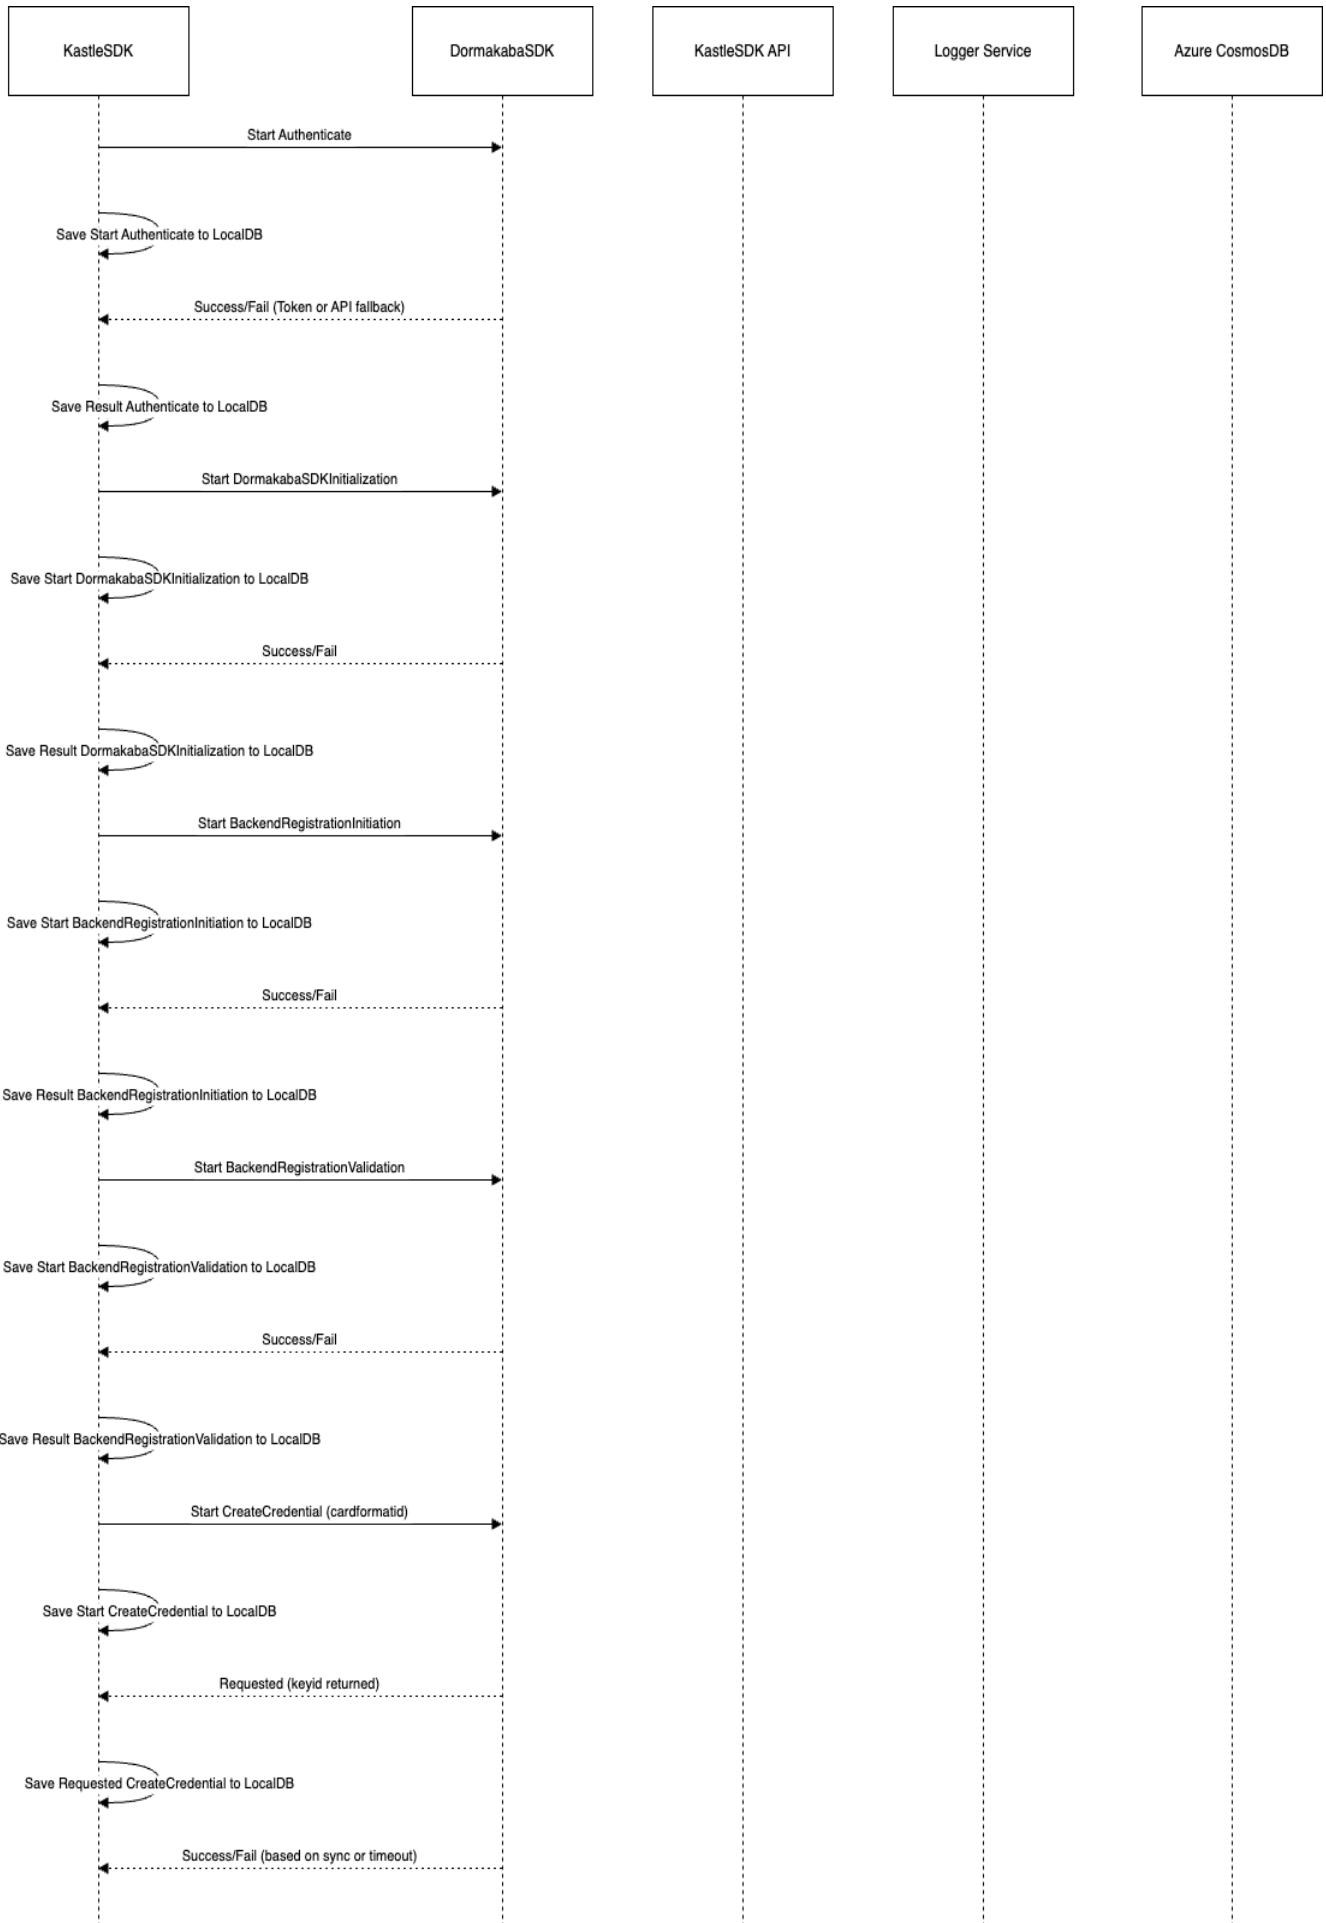 KastleSDK
DormakabaSDK
KastleSDK API
Logger Service
Azure CosmosDB
Start Authenticate
Save Start Authenticate to LocalDB
Success/Fail (Token or API fallback)
Save Result Authenticate to LocalDB
Start DormakabaSDKInitialization
Save Start DormakabaSDKInitialization to LocalDB
Success/Fail
Save Result DormakabaSDKInitialization to LocalDB
Start BackendRegistrationInitiation
Save Start BackendRegistrationInitiation to LocalDB
Success/Fail
Save Result BackendRegistrationInitiation to LocalDB
Start BackendRegistrationValidation
Save Start BackendRegistrationValidation to LocalDB
Success/Fail
Save Result BackendRegistrationValidation to LocalDB
Start CreateCredential (cardformatid)
Save Start CreateCredential to LocalDB
Requested (keyid returned)
Save Requested CreateCredential to LocalDB
Success/Fail (based on sync or timeout)